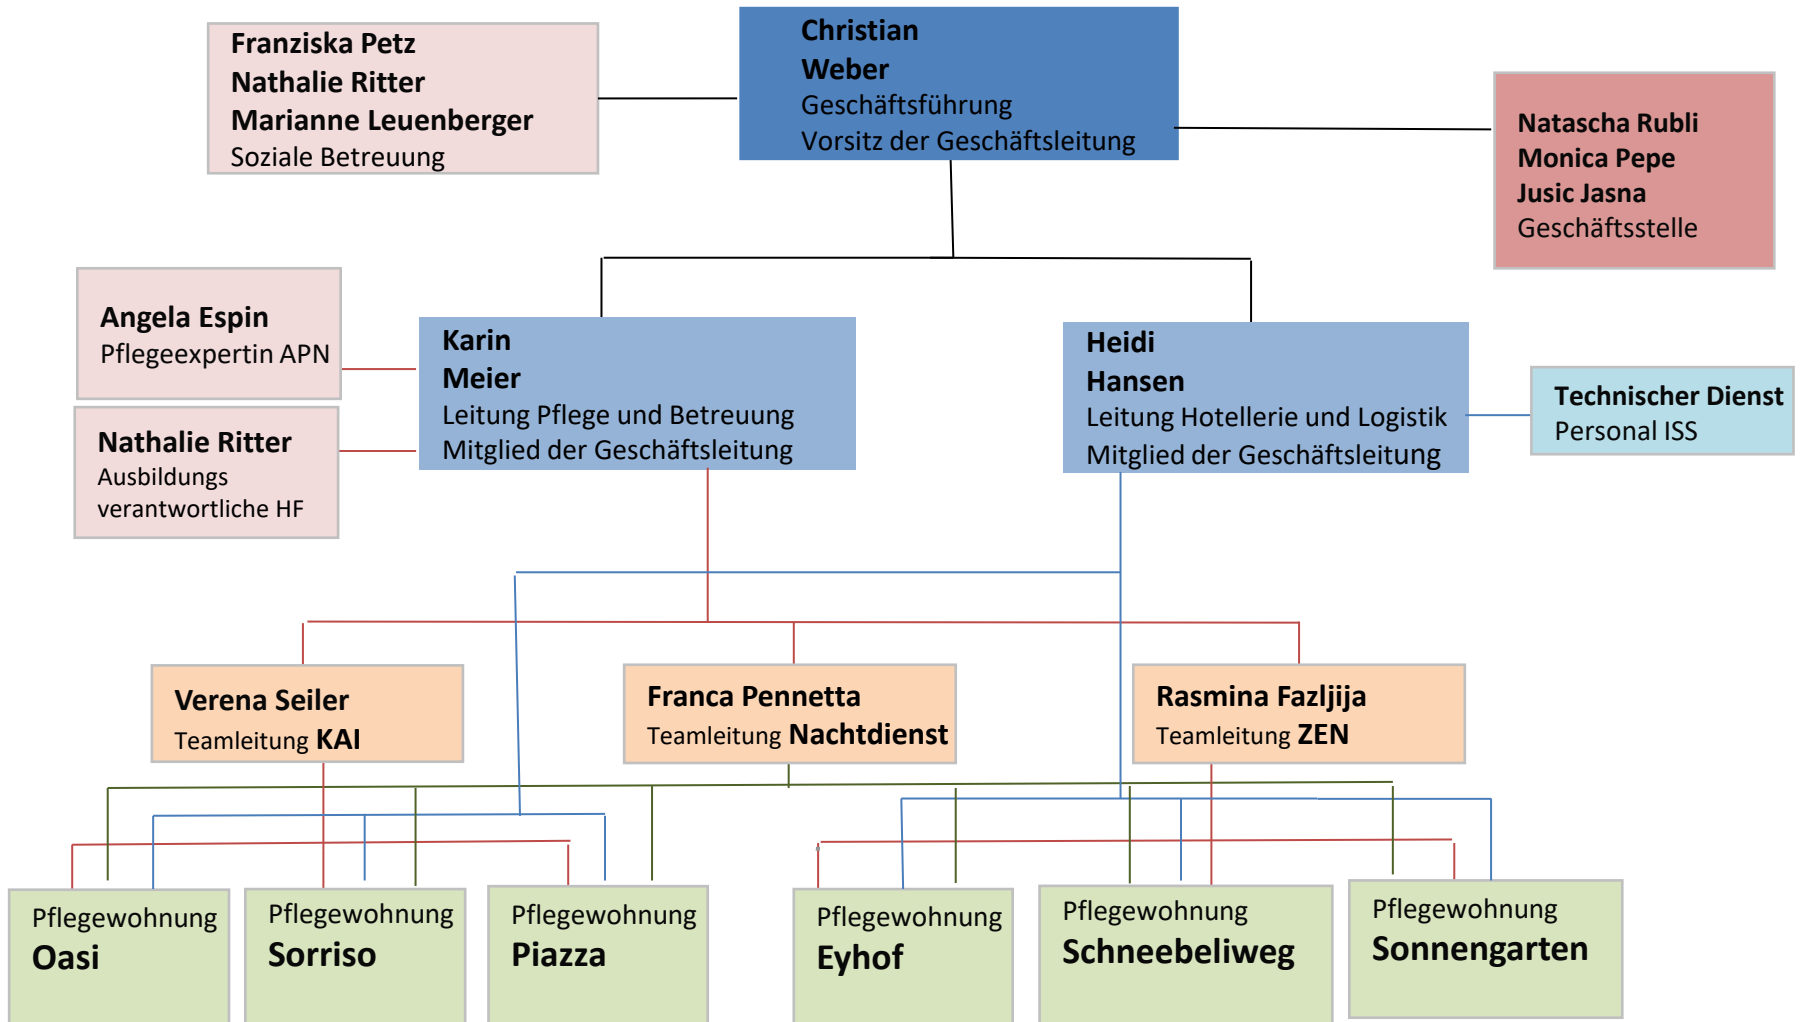 Franziska Petz
Nathalie Ritter
Marianne Leuenberger
Soziale Betreuung
Christian
Weber
Geschäftsführung
Vorsitz der Geschäftsleitung
Natascha Rubli
Monica Pepe
Jusic Jasna
Geschäftsstelle
Angela Espin
Pflegeexpertin APN
Nathalie Ritter
Ausbildungs
verantwortliche HF
Karin
Meier
Leitung Pflege und Betreuung
Mitglied der Geschäftsleitung
Heidi
Hansen
Leitung Hotellerie und Logistik
Mitglied der Geschäftsleitung
Technischer Dienst
Personal ISS
Verena Seiler
Teamleitung KAI
Franca Pennetta
Teamleitung Nachtdienst
Rasmina Fazljija
Teamleitung ZEN
Pflegewohnung
Oasi
Pflegewohnung
Sorriso
Pflegewohnung
Piazza
Pflegewohnung
Eyhof
Pflegewohnung
Schneebeliweg
Pflegewohnung
Sonnengarten